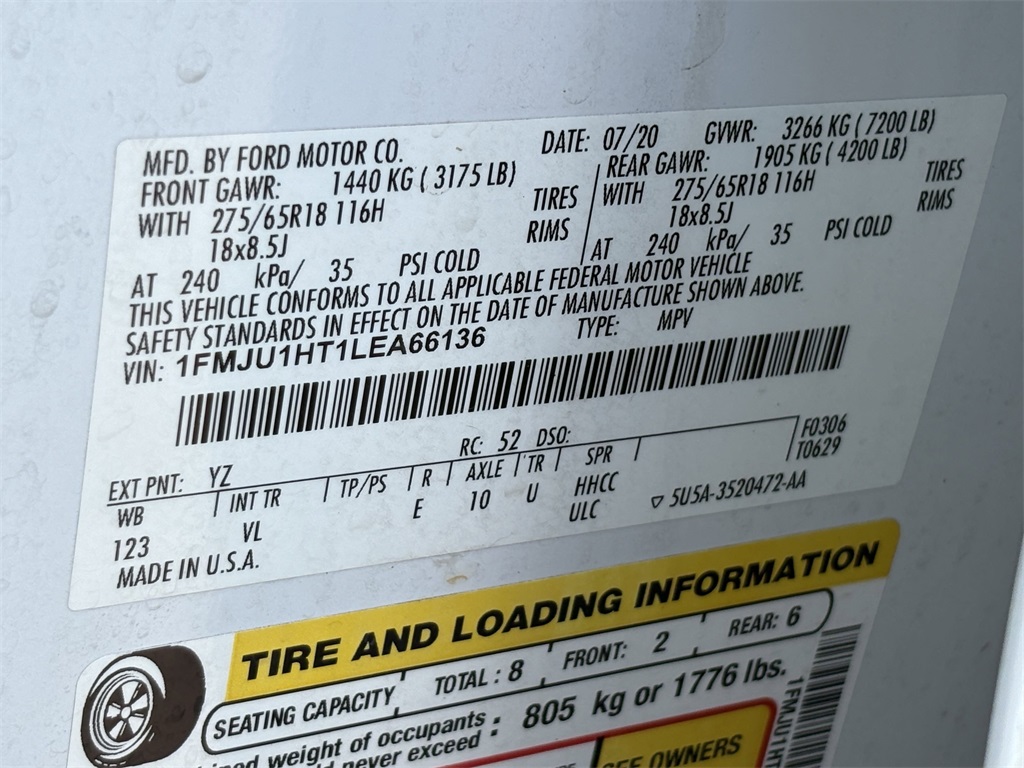 MFD. BY FORD MOTOR CO. DATE: 07/20 GVWR: 3266 KG ( 7200 LB)
FRONT GAWR: 1440 KG ( 3175 LB) REAR GAWR: 1905 KG ( 4200 LB)
WITH 275/65R18 116H TIRES WITH 275/65R18 116H TIRES
18x8.5J RIMS 18x8.5J RIMS
AT 240 kPa/ 35 PSI COLD AT 240 kPa/ 35 PSI COLD
THIS VEHICLE CONFORMS TO ALL APPLICABLE FEDERAL MOTOR VEHICLE
SAFETY STANDARDS IN EFFECT ON THE DATE OF MANUFACTURE SHOWN ABOVE.
VIN: 1FMJU1HT1LEA66136 TYPE: MPV
EXT PNT: YZ RC: 52 DSO: F0306
T0629
WB INT TR TP/PS R AXLE TR SPR
123 VL E 10 U HHCC
ULC
▽ 5U5A-3520472-AA
MADE IN U.S.A.
TIRE AND LOADING INFORMATION
SEATING CAPACITY TOTAL : 8 FRONT: 2 REAR: 6
weight of occupants : 805 kg or 1776 lbs.
never exceed
OWNERS
1FMJU1HT